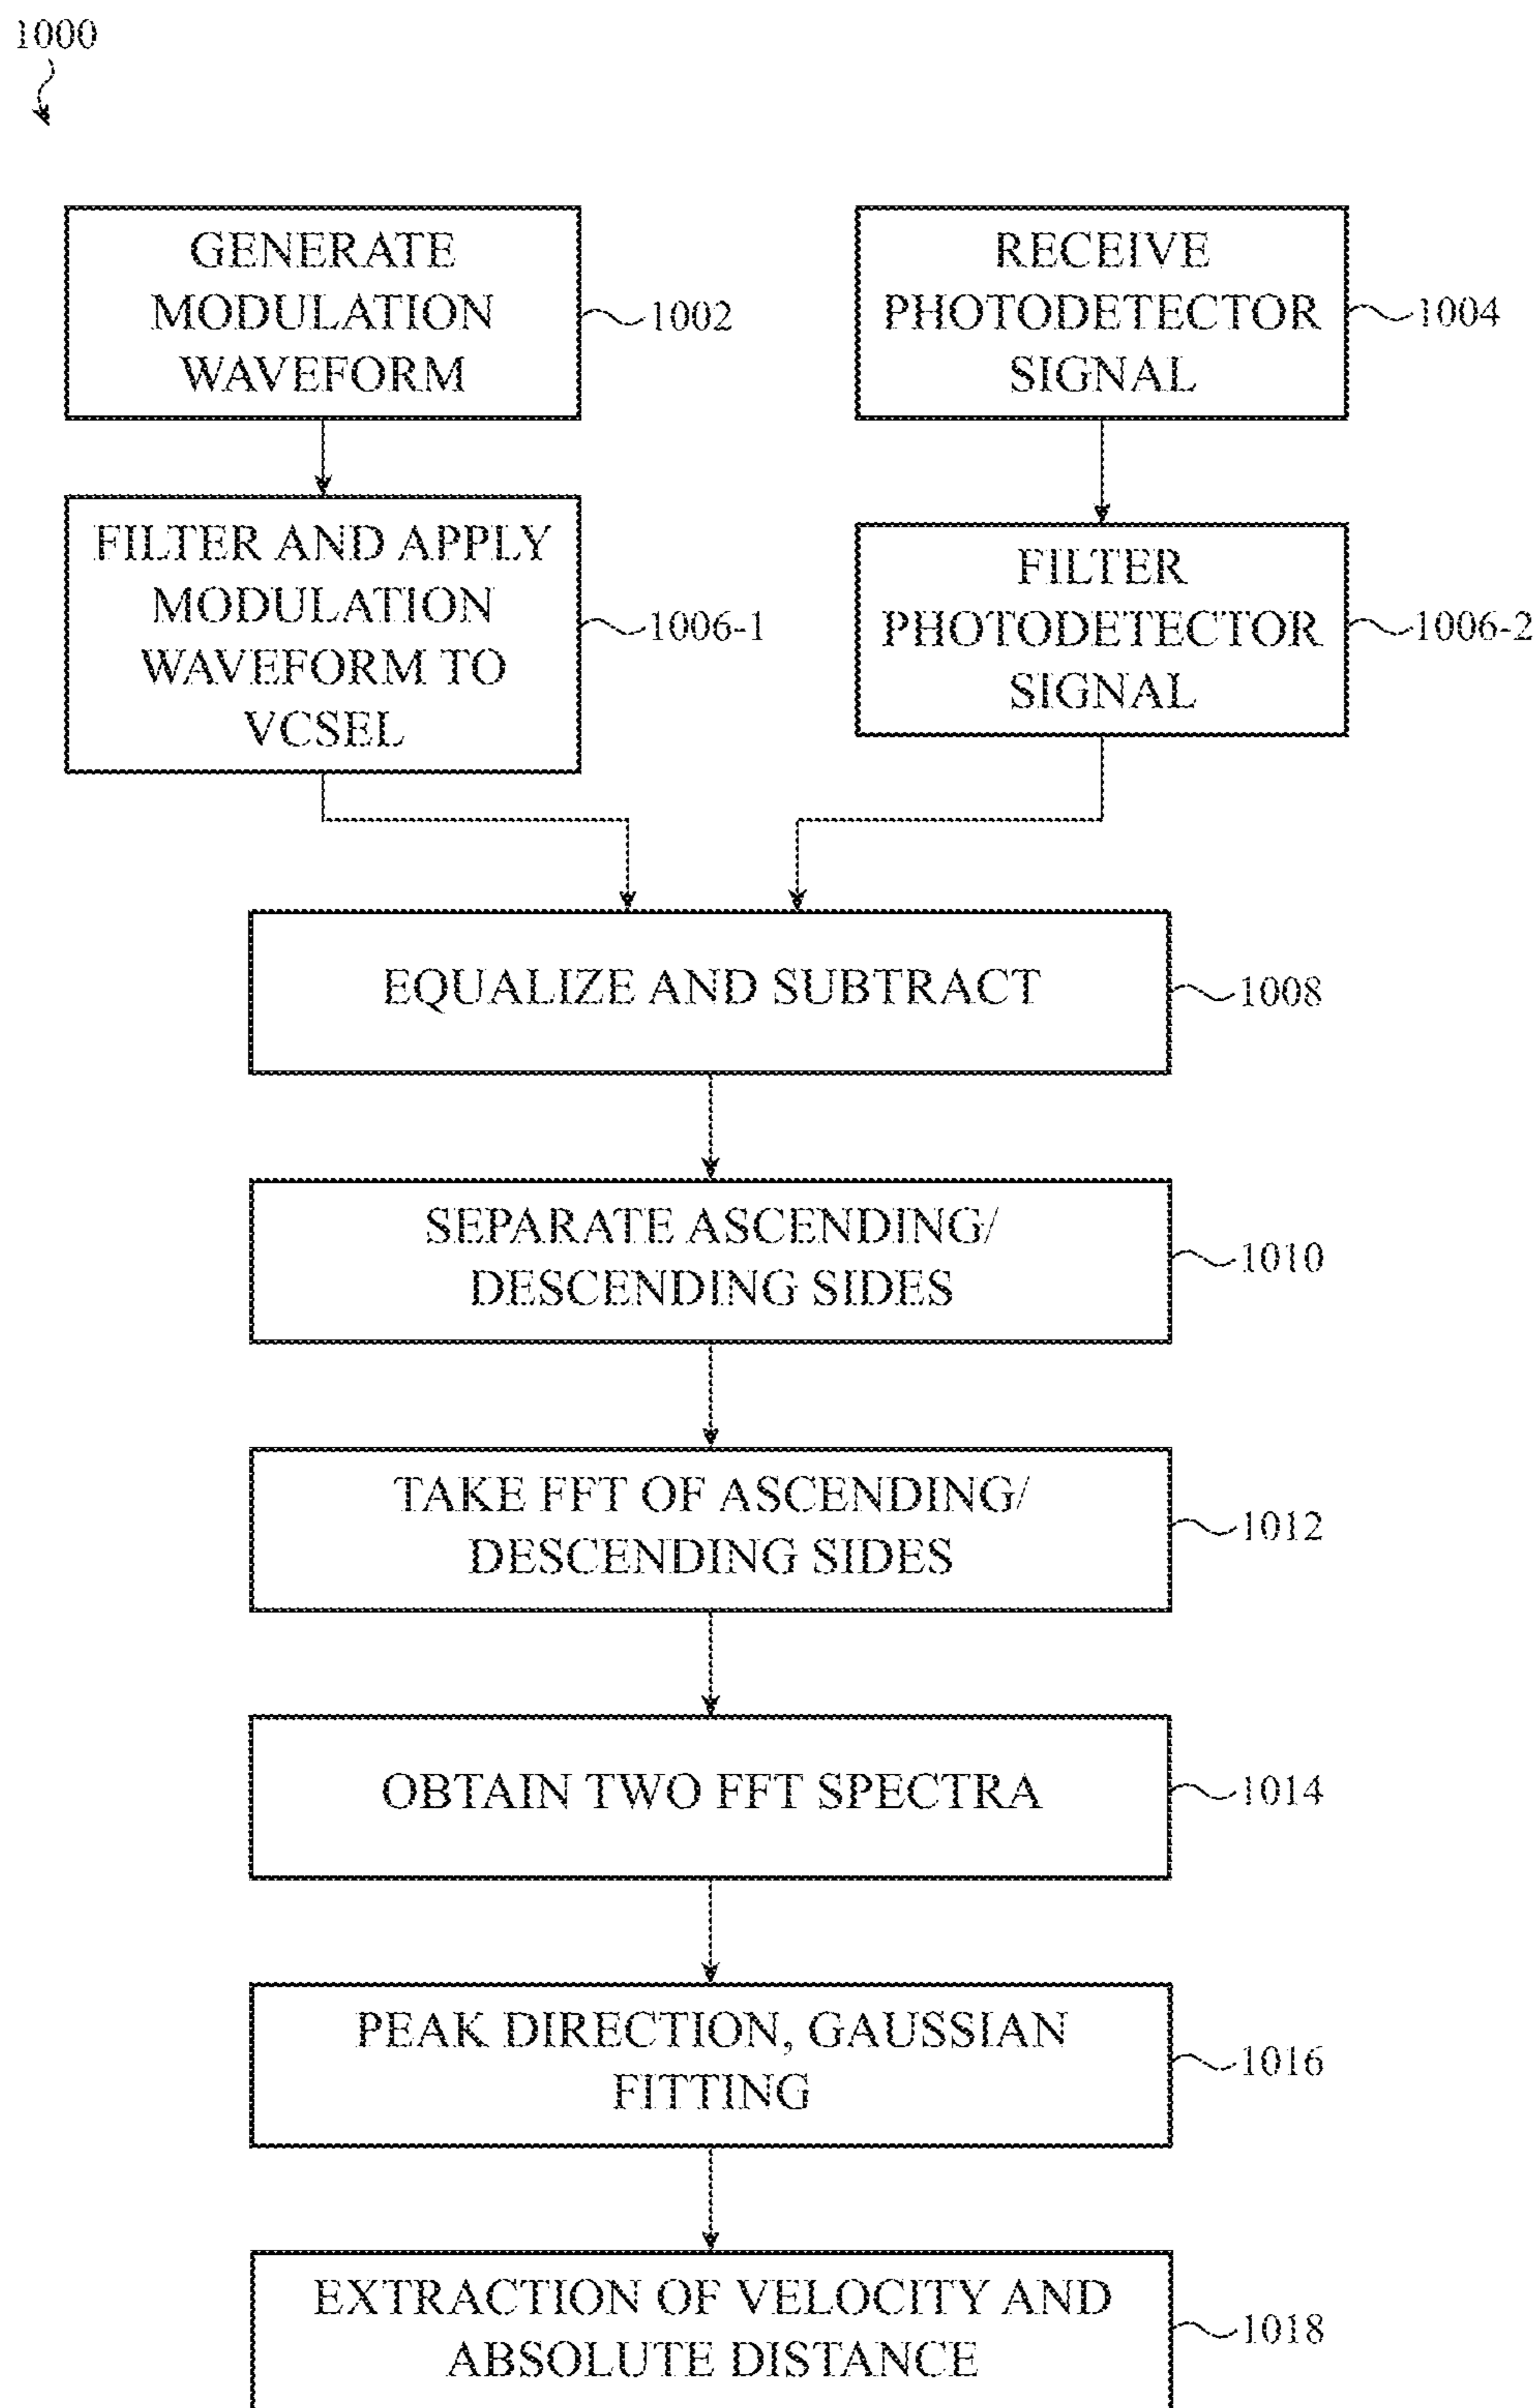 1000
GENERATE
MODULATION
WAVEFORM
1002
RECEIVE
PHOTODETECTOR
SIGNAL
1004
FILTER AND APPLY
MODULATION
WAVEFORM TO
VCSEL
1006-1
FILTER
PHOTODETECTOR
SIGNAL
1006-2
EQUALIZE AND SUBTRACT
1008
SEPARATE ASCENDING/
DESCENDING SIDES
1010
TAKE FFT OF ASCENDING/
DESCENDING SIDES
1012
OBTAIN TWO FFT SPECTRA
1014
PEAK DIRECTION, GAUSSIAN
FITTING
1016
EXTRACTION OF VELOCITY AND
ABSOLUTE DISTANCE
1018